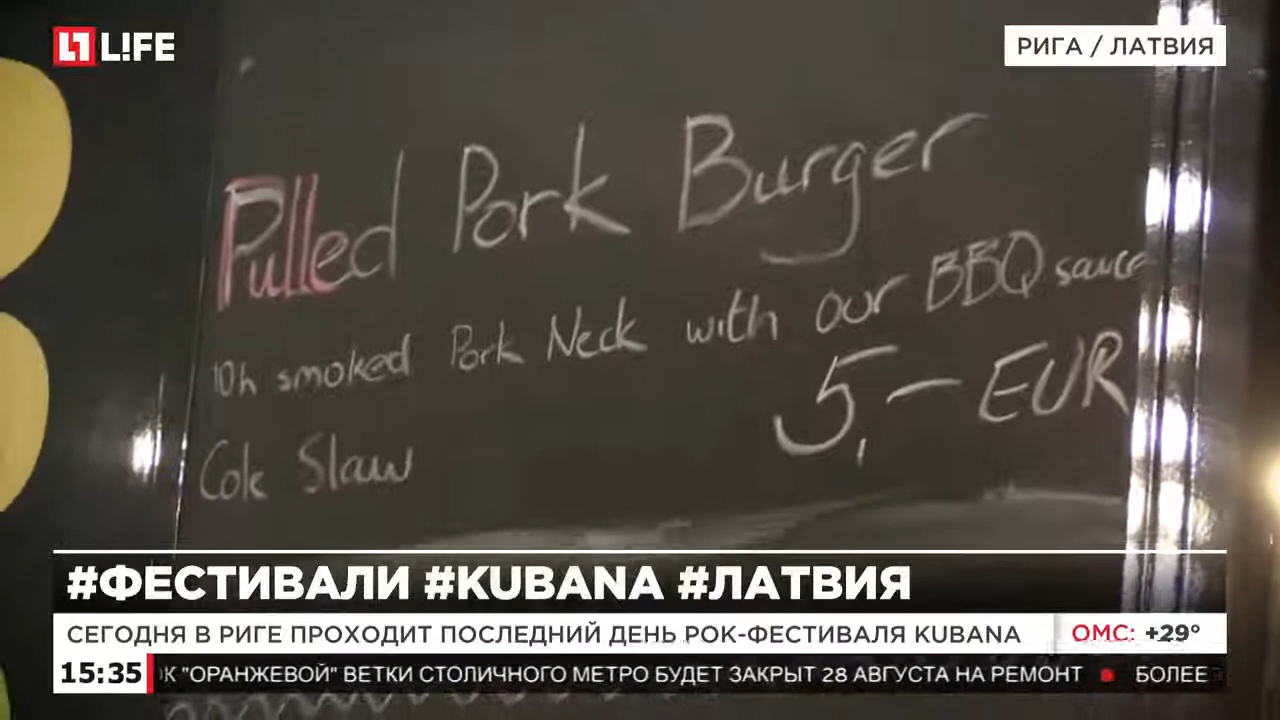 L!FE
РИГА / ЛАТВИЯ
Pulled Pork Burger
10h smoked Pork Neck with our BBQ sauce
5,- EUR
Cole Slaw
#ФЕСТИВАЛИ #KUBANA #ЛАТВИЯ
СЕГОДНЯ В РИГЕ ПРОХОДИТ ПОСЛЕДНИЙ ДЕНЬ РОК-ФЕСТИВАЛЯ KUBANA
ОМС: +29°
15:35
"ОРАНЖЕВОЙ" ВЕТКИ СТОЛИЧНОГО МЕТРО БУДЕТ ЗАКРЫТ 28 АВГУСТА НА РЕМОНТ ● БОЛЕЕ